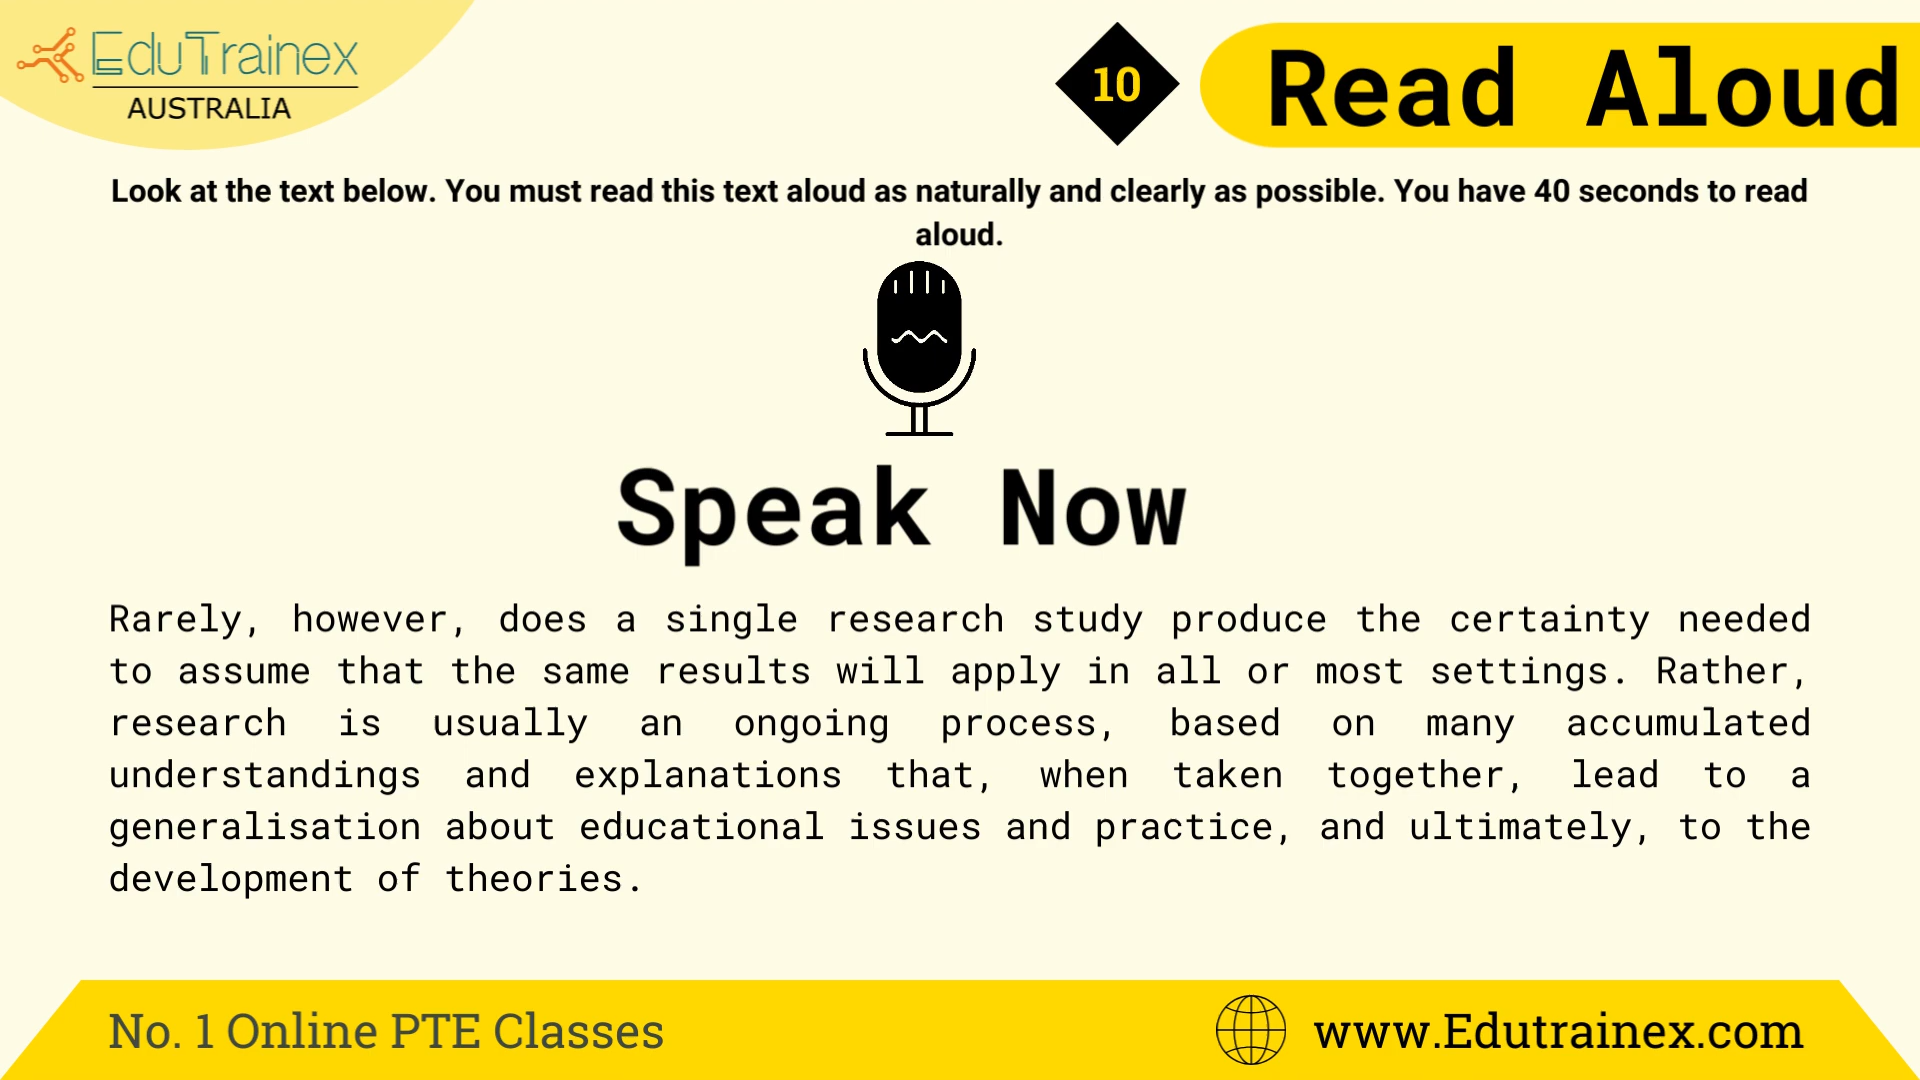 EduTrainex
AUSTRALIA
10
Read Aloud
Look at the text below. You must read this text aloud as naturally and clearly as possible. You have 40 seconds to read
aloud.
Speak Now
Rarely, however, does a single research study produce the certainty needed
to assume that the same results will apply in all or most settings. Rather,
research is usually an ongoing process, based on many accumulated
understandings and explanations that, when taken together, lead to a
generalisation about educational issues and practice, and ultimately, to the
development of theories.
No. 1 Online PTE Classes
www.Edutrainex.com